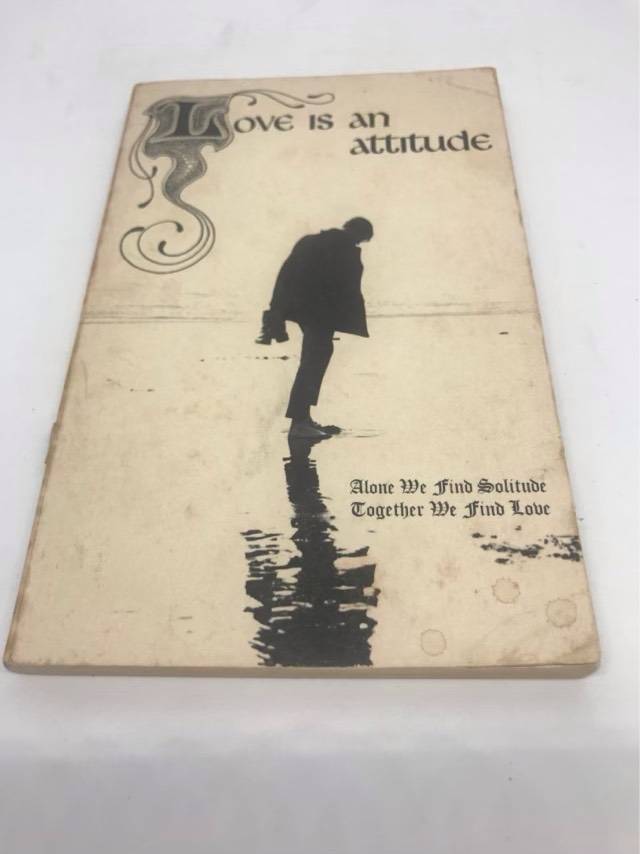 Love is an
attitude
Alone We Find Solitude
Together We Find Love